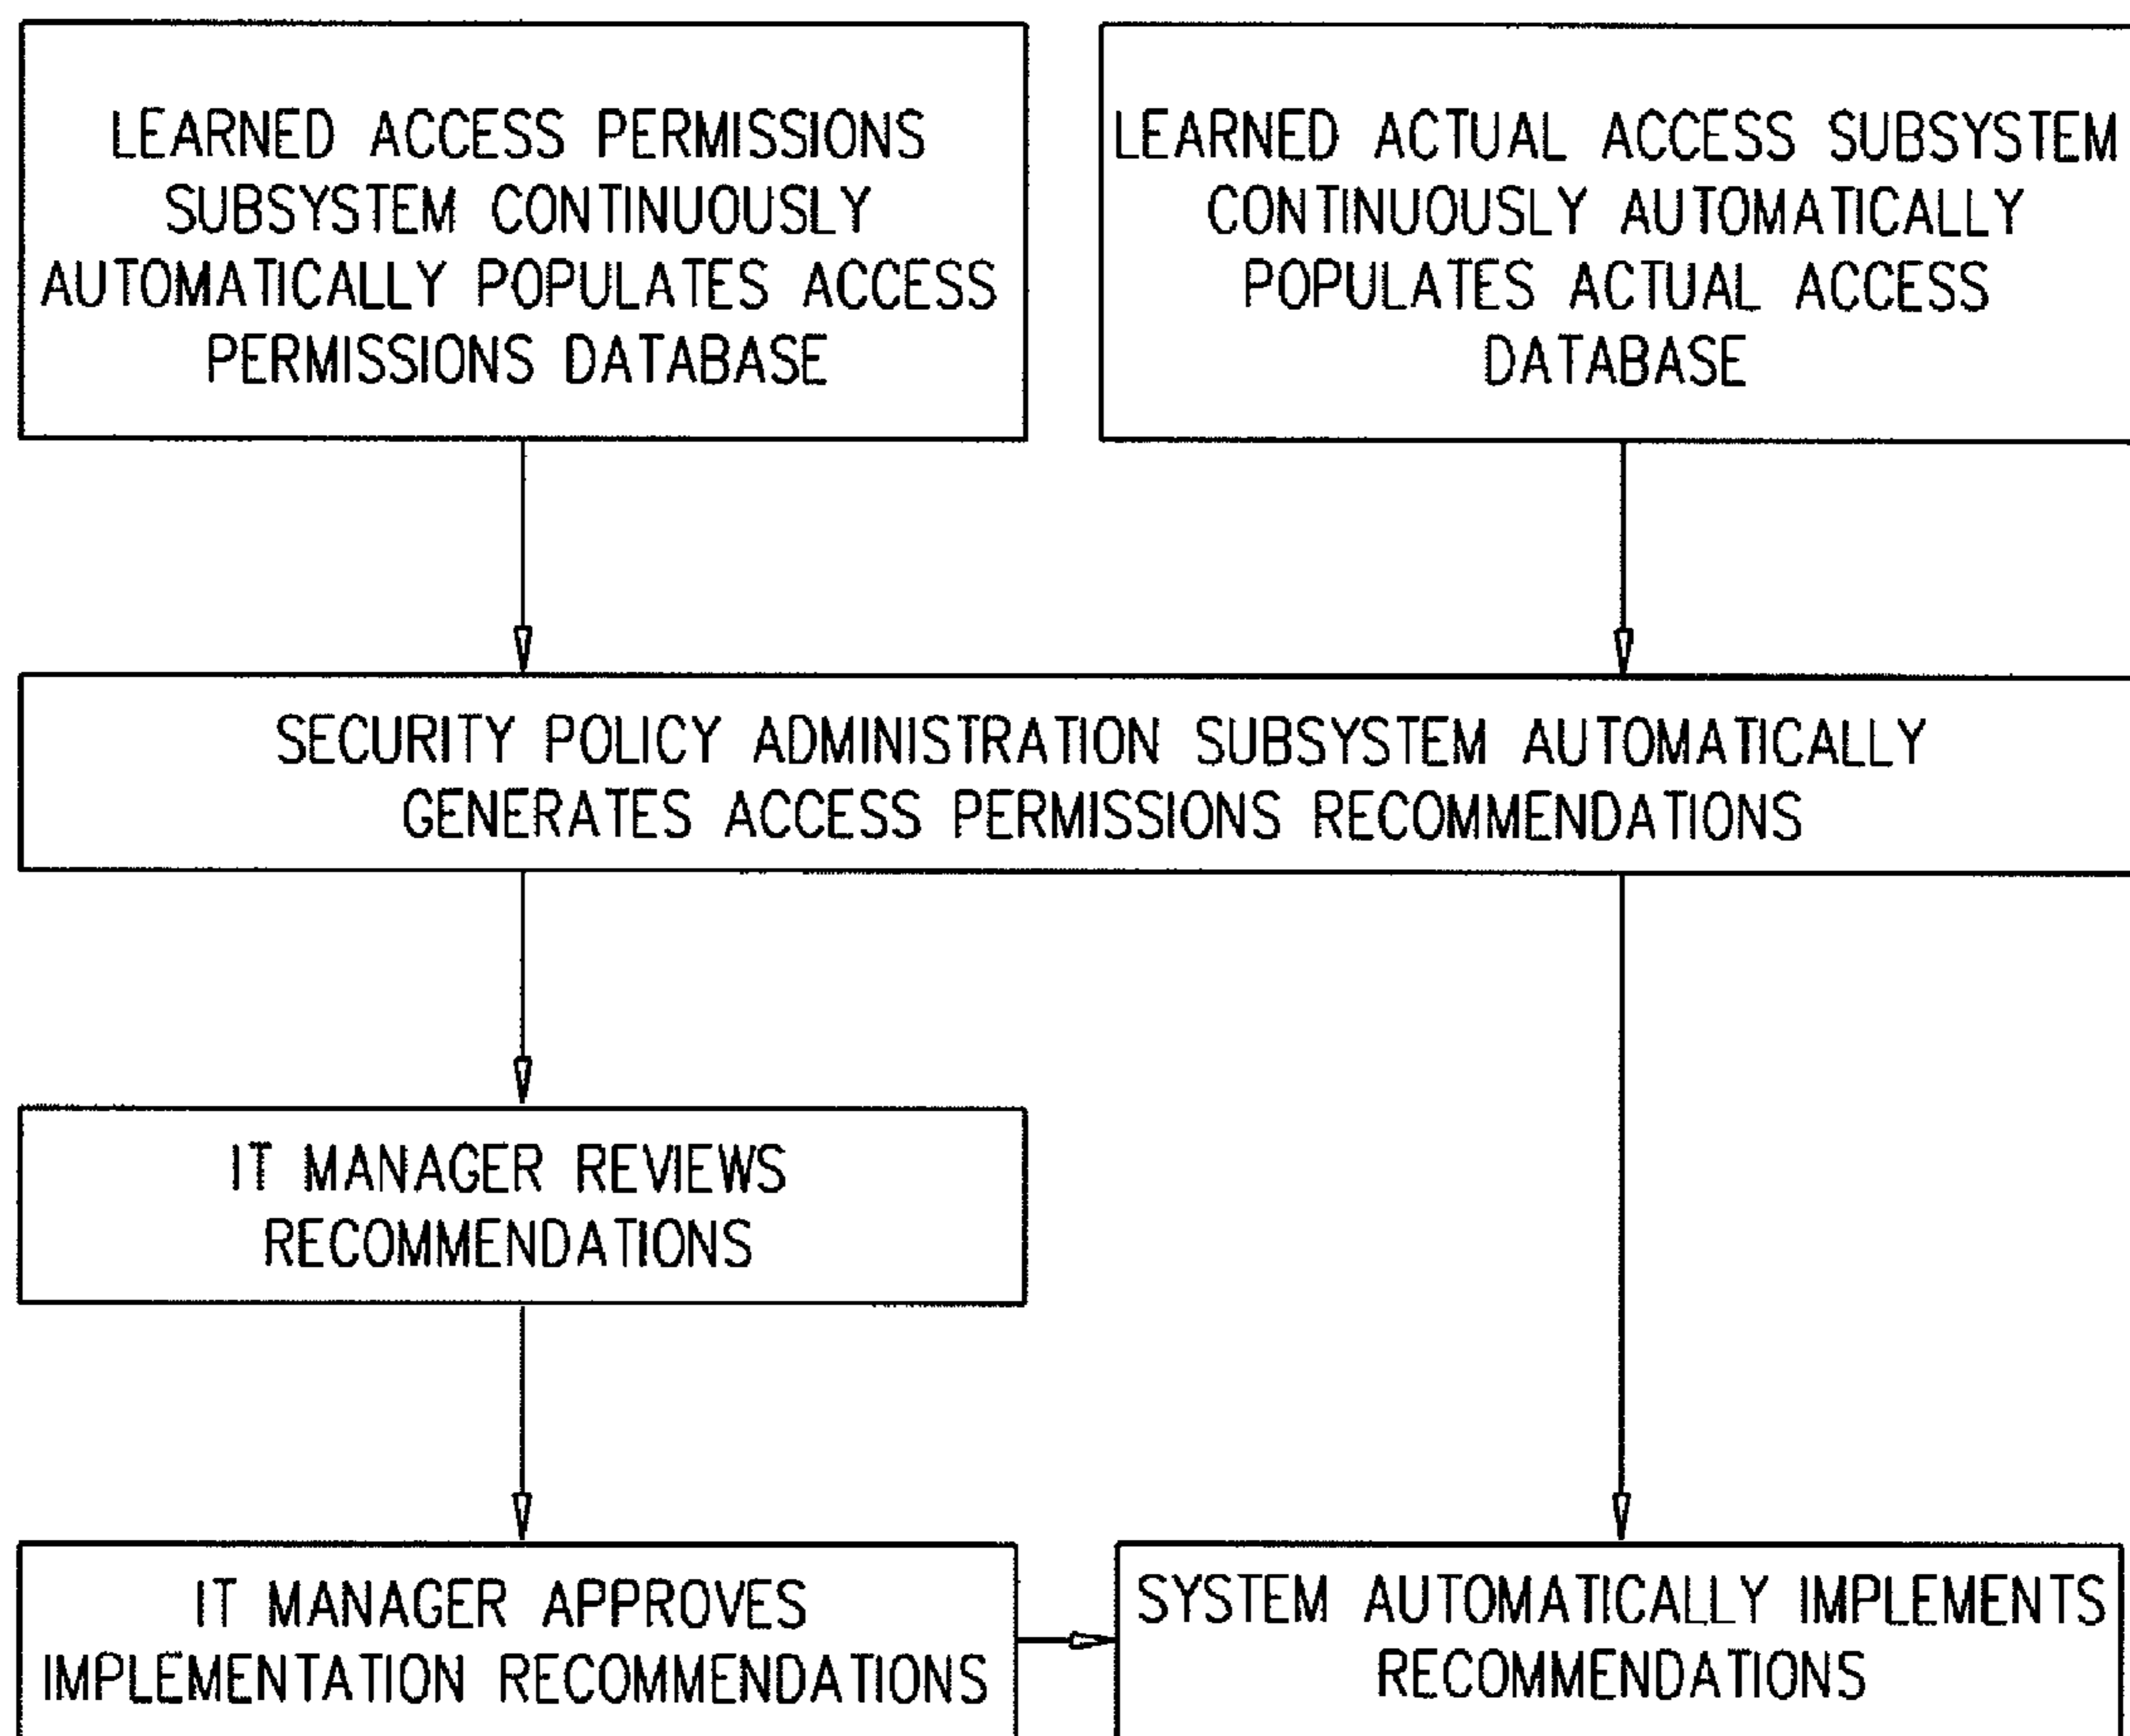 LEARNED ACCESS PERMISSIONS
SUBSYSTEM CONTINUOUSLY
AUTOMATICALLY POPULATES ACCESS
PERMISSIONS DATABASE
LEARNED ACTUAL ACCESS SUBSYSTEM
CONTINUOUSLY AUTOMATICALLY
POPULATES ACTUAL ACCESS
DATABASE
SECURITY POLICY ADMINISTRATION SUBSYSTEM AUTOMATICALLY
GENERATES ACCESS PERMISSIONS RECOMMENDATIONS
IT MANAGER REVIEWS
RECOMMENDATIONS
IT MANAGER APPROVES
IMPLEMENTATION RECOMMENDATIONS
SYSTEM AUTOMATICALLY IMPLEMENTS
RECOMMENDATIONS